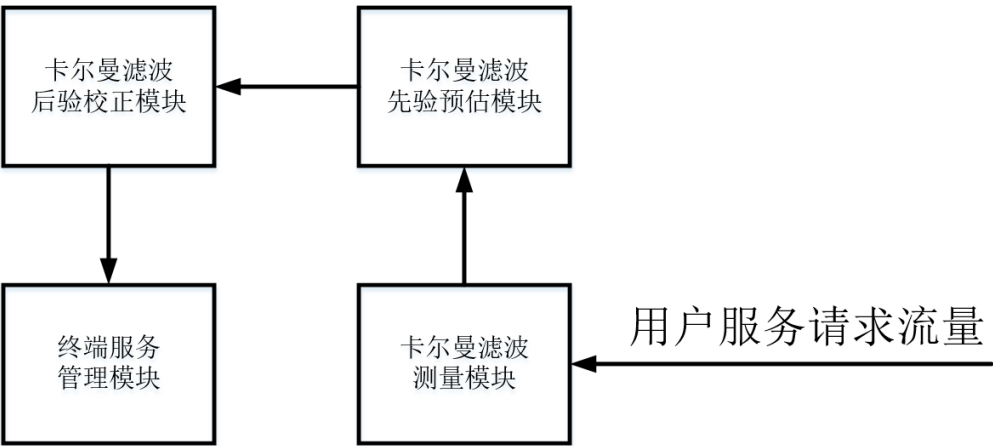 卡尔曼滤波
后验校正模块
卡尔曼滤波
先验预估模块
终端服务
管理模块
卡尔曼滤波
测量模块
用户服务请求流量